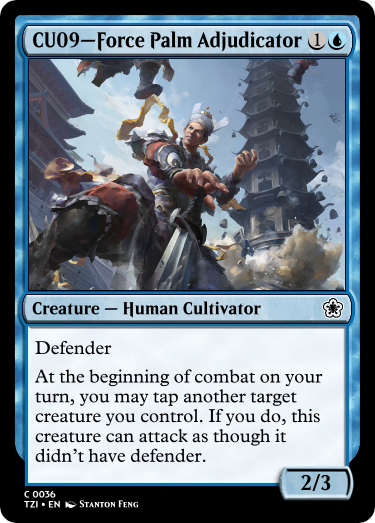 CU09—Force Palm Adjudicator 1
Creature — Human Cultivator
Defender
At the beginning of combat on your
turn, you may tap another target
creature you control. If you do, this
creature can attack as though it
didn't have defender.
2/3
C 0036
TZI • EN Stanton Feng